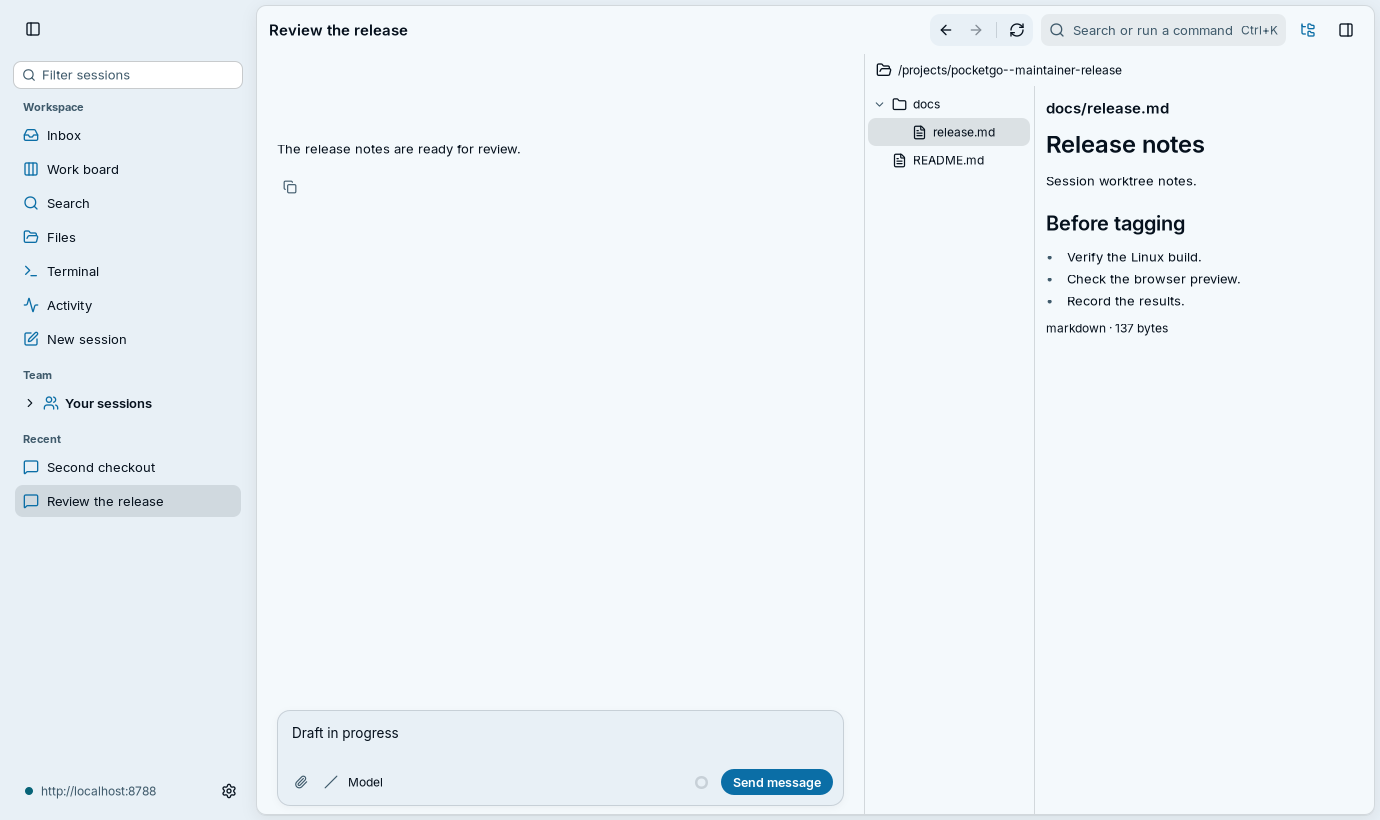 Review the release
Search or run a command Ctrl+K
Filter sessions
Workspace
Inbox
Work board
Search
Files
Terminal
Activity
New session
Team
Your sessions
Recent
Second checkout
Review the release
http://localhost:8788
The release notes are ready for review.
Draft in progress
Model
Send message
/projects/pocketgo--maintainer-release
docs
release.md
README.md
docs/release.md
Release notes
Session worktree notes.
Before tagging
• Verify the Linux build.
• Check the browser preview.
• Record the results.
markdown · 137 bytes